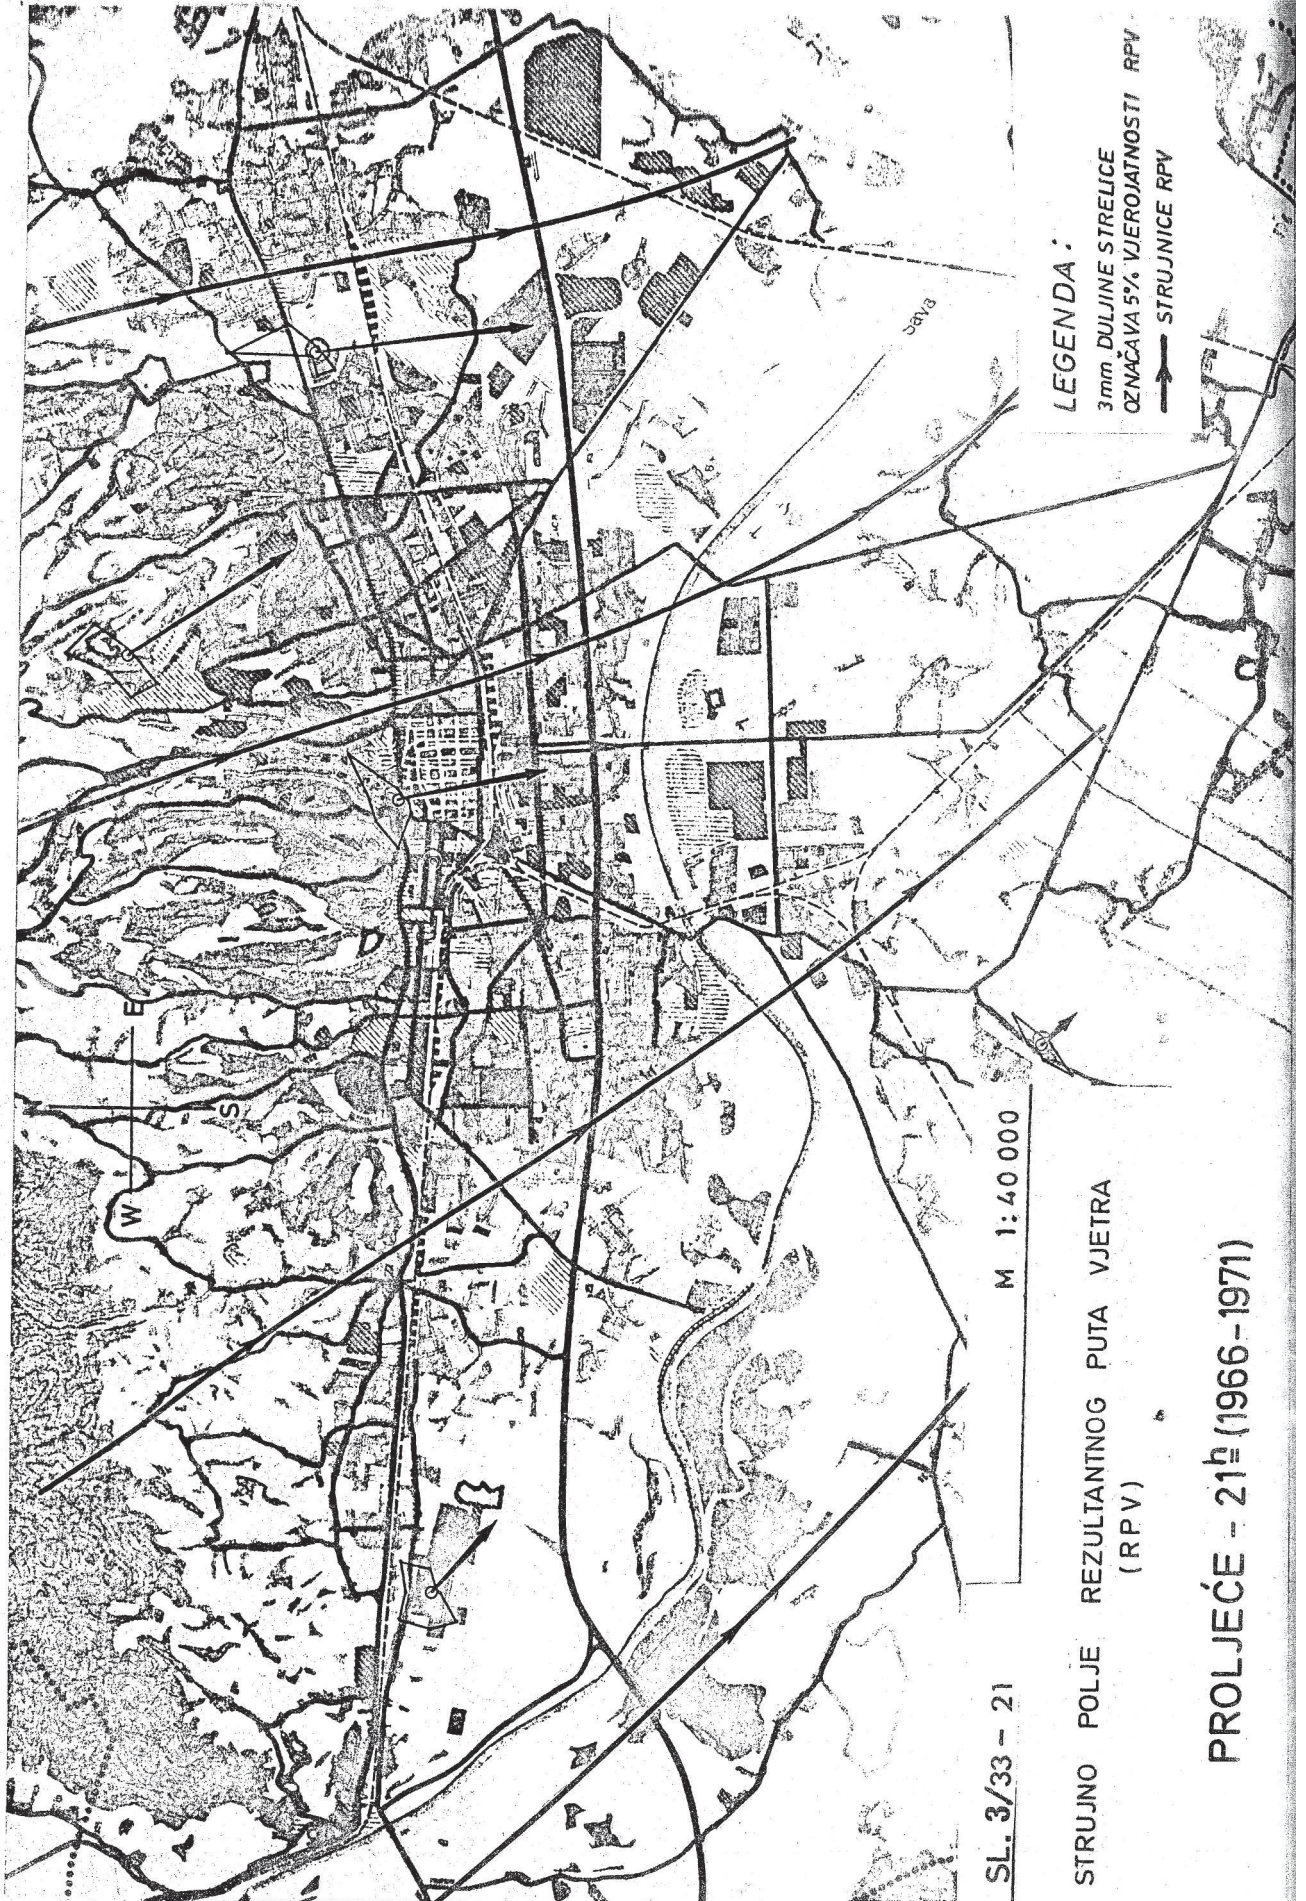 W
E
S
Sava
LEGENDA :
3mm DULJINE STRELICE
OZNAČAVA 5% VJEROJATNOSTI RPV
STRUJNICE RPV
M 1:40 000
SL. 3/33 – 21
STRUJNO POLJE REZULTANTNOG PUTA VJETRA
(RPV)
PROLJEĆE – 21h (1966–1971)